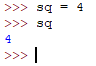 >>> sq = 4
>>> sq
4
>>>